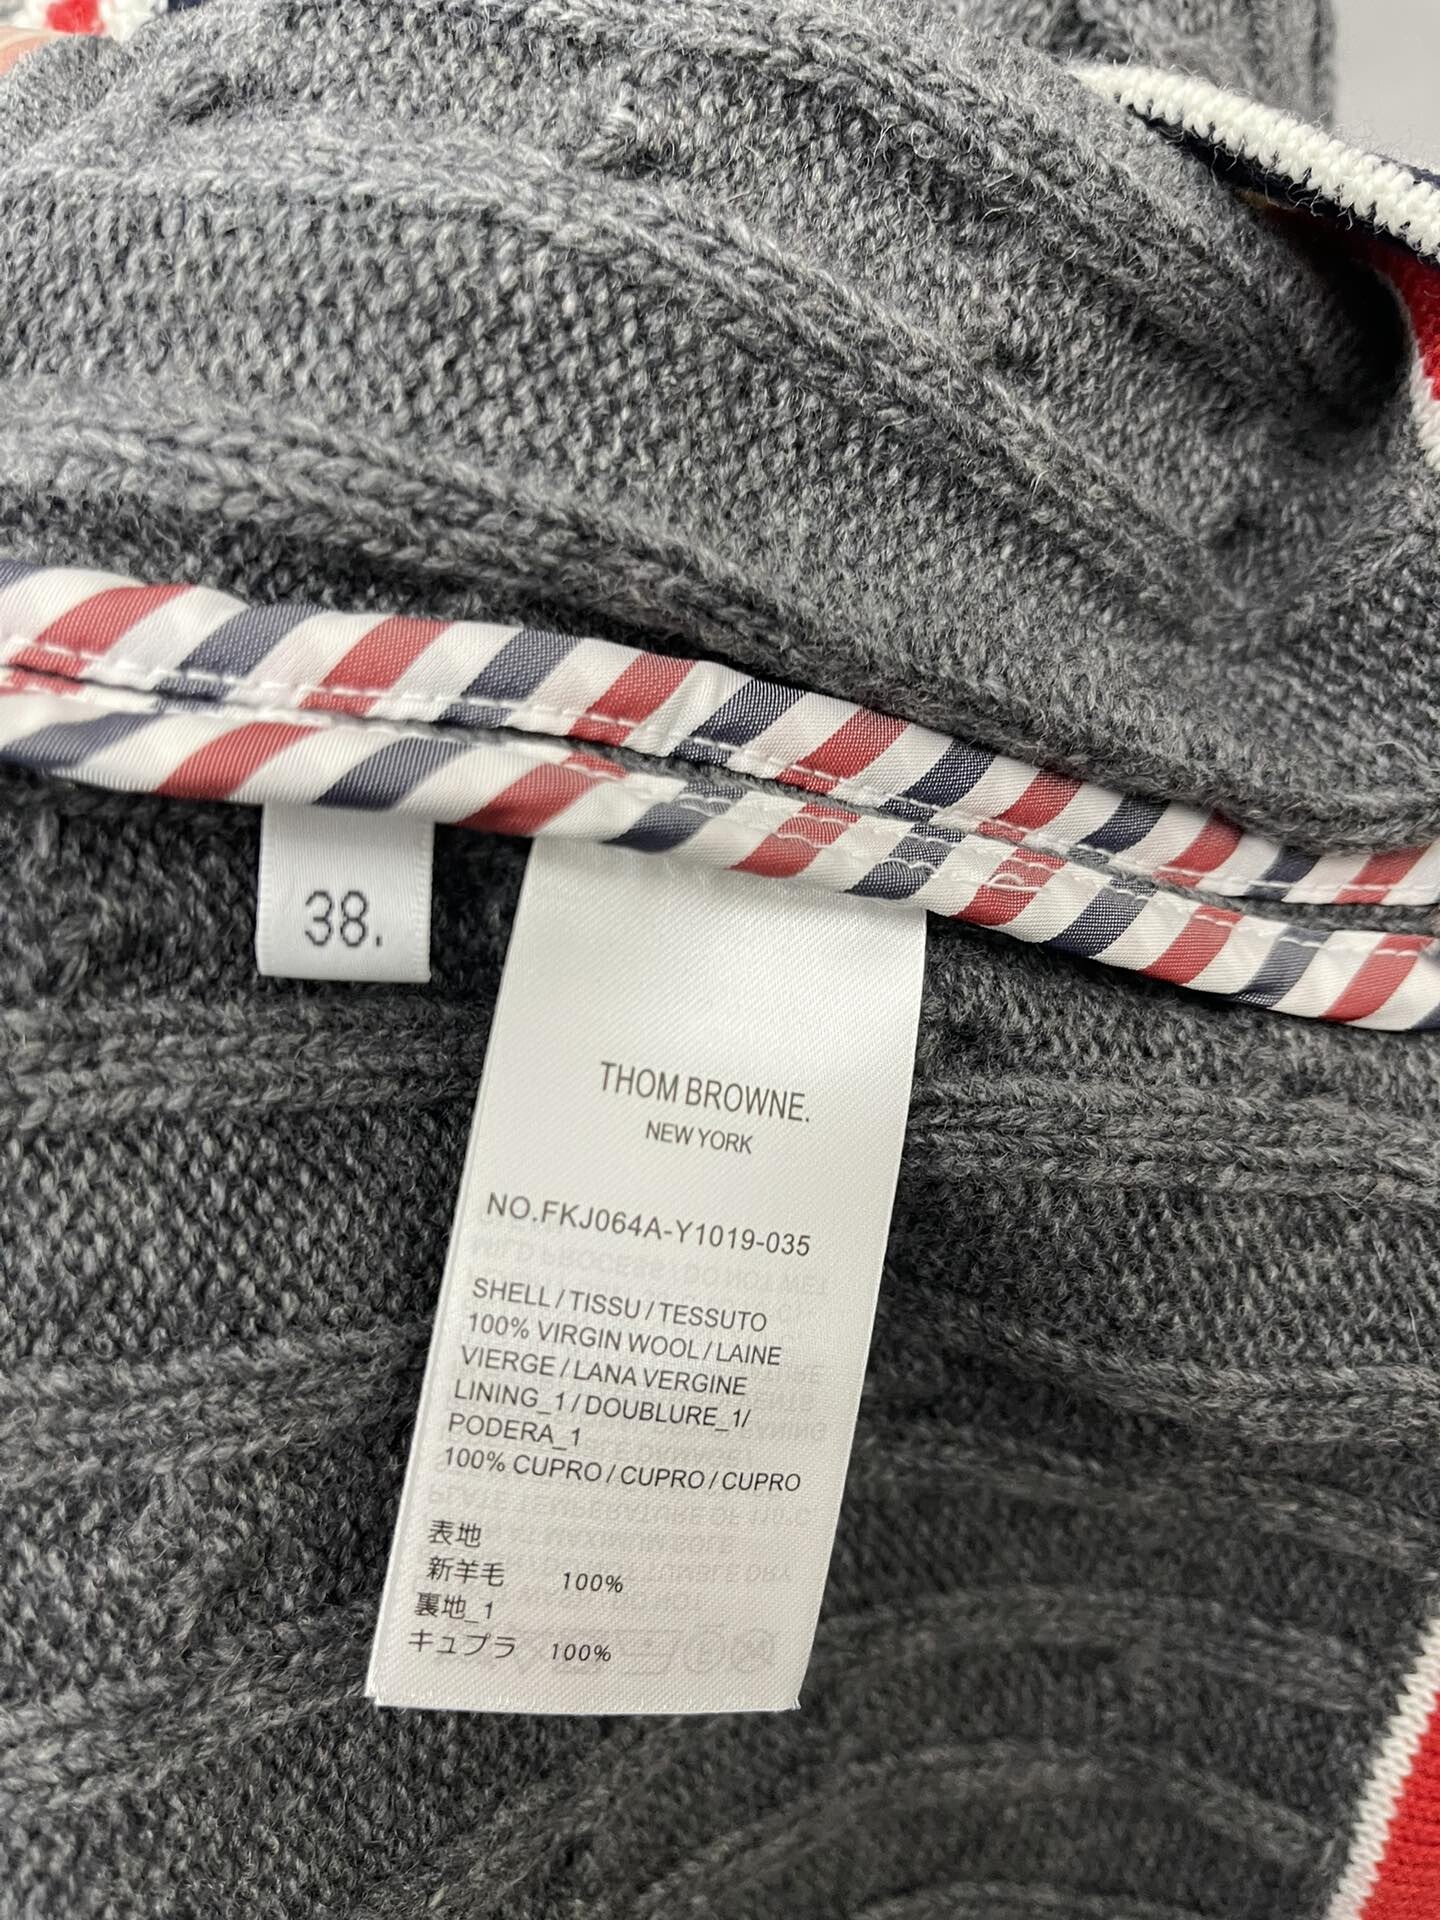 38.
THOM BROWNE.
NEW YORK
NO.FKJ064A-Y1019-035
SHELL / TISSU / TESSUTO
100% VIRGIN WOOL / LAINE
VIERGE / LANA VERGINE
LINING_1 / DOUBLURE_1/
PODERA_1
100% CUPRO / CUPRO / CUPRO
表地
新羊毛 100%
裏地_1
キュプラ 100%